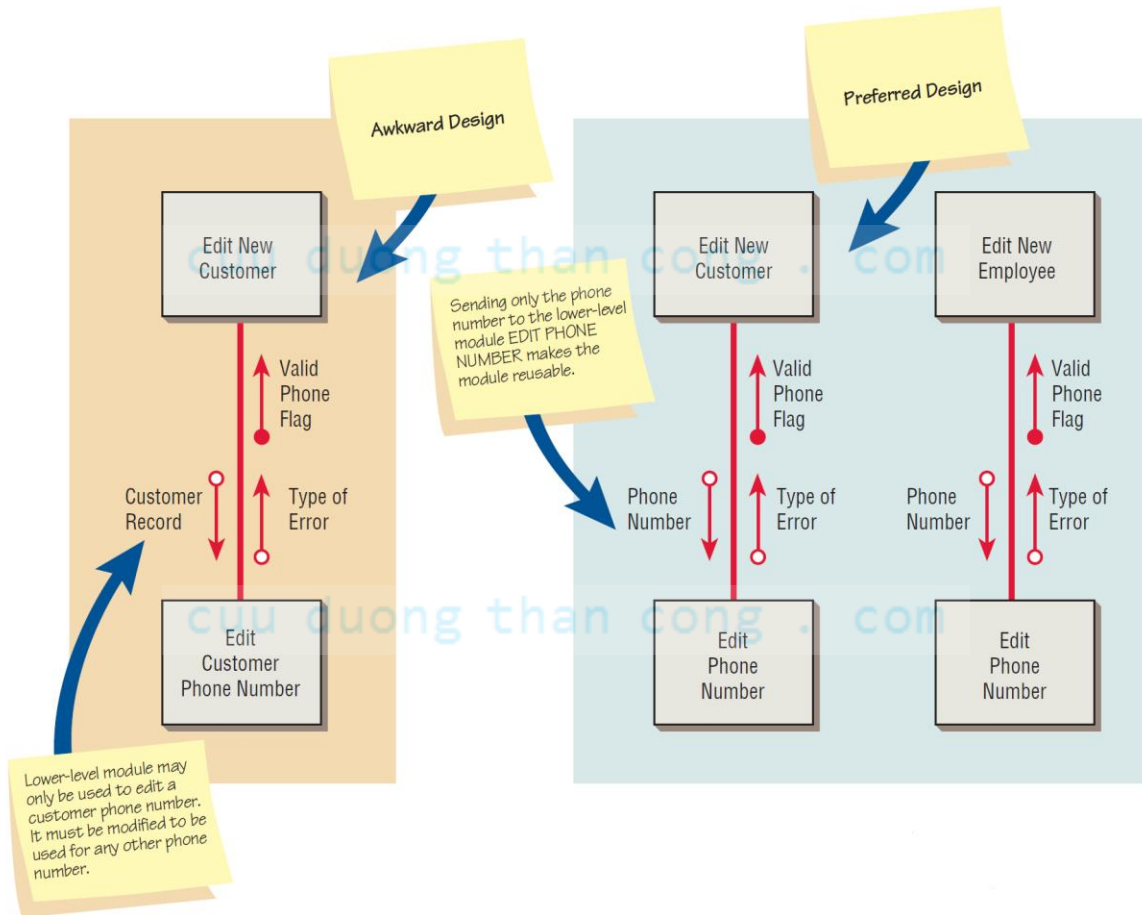 Awkward Design
Preferred Design
Edit New
Customer
Valid
Phone
Flag
Customer
Record
Type of
Error
Edit
Customer
Phone Number
Lower-level module may
only be used to edit a
customer phone number.
It must be modified to be
used for any other phone
number.
Sending only the phone
number to the lower-level
module EDIT PHONE
NUMBER makes the
module reusable.
Edit New
Customer
Valid
Phone
Flag
Phone
Number
Type of
Error
Edit
Phone
Number
Edit New
Employee
Valid
Phone
Flag
Phone
Number
Type of
Error
Edit
Phone
Number
cuu duong than cong . com
cuu duong than cong . com